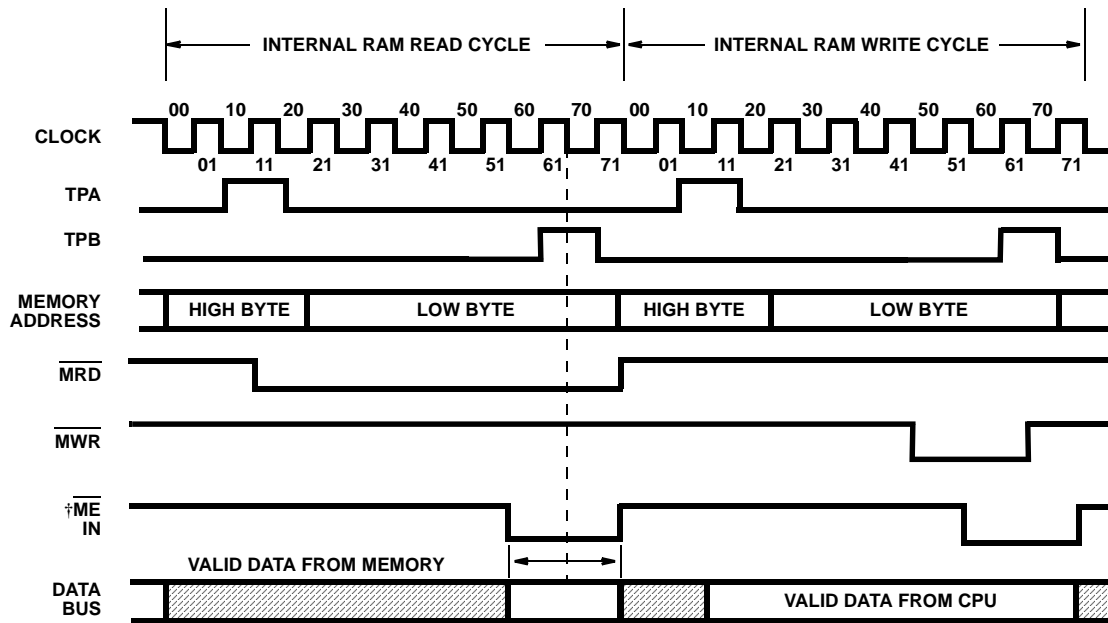 INTERNAL RAM READ CYCLE INTERNAL RAM WRITE CYCLE
00 10 20 30 40 50 60 70 00 10 20 30 40 50 60 70
CLOCK
01 11 21 31 41 51 61 71 01 11 21 31 41 51 61 71
TPA
TPB
MEMORY ADDRESS
HIGH BYTE LOW BYTE HIGH BYTE LOW BYTE
MRD
MWR
†ME
IN
VALID DATA FROM MEMORY
DATA
BUS
VALID DATA FROM CPU